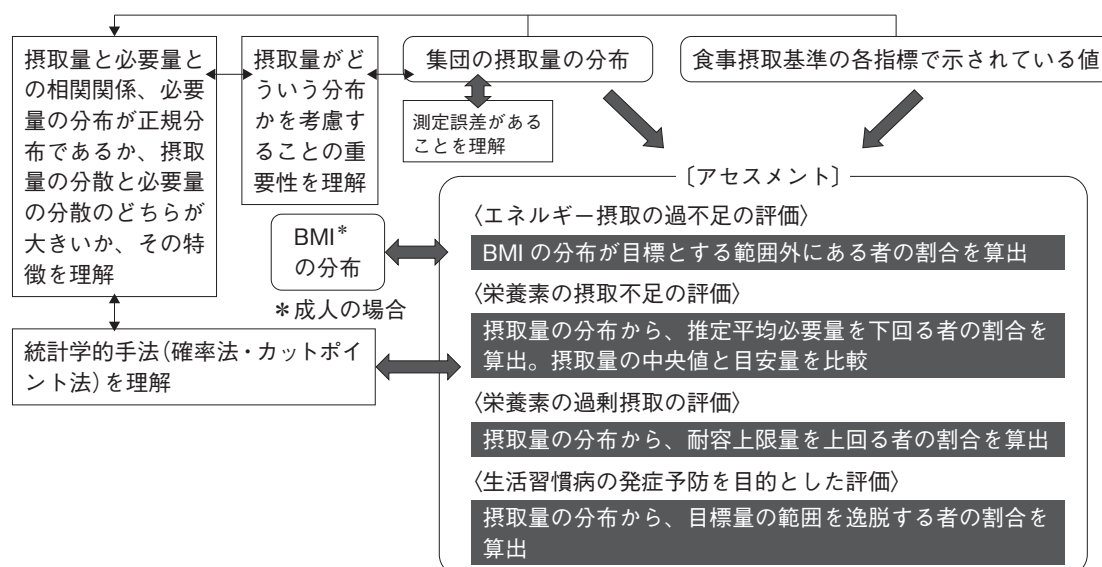 摂取量と必要量と
の相関関係、必要
量の分布が正規分
布であるか、摂取
量の分散と必要量
の分散のどちらが
大きいか、その特
徴を理解
摂取量がど
ういう分布
かを考慮す
ることの重
要性を理解
集団の摂取量の分布
食事摂取基準の各指標で示されている値
測定誤差がある
ことを理解
BMI*
の分布
＊成人の場合
統計学的手法（確率法・カットポイ
ント法）を理解
〔アセスメント〕
〈エネルギー摂取の過不足の評価〉
BMI の分布が目標とする範囲外にある者の割合を算出
〈栄養素の摂取不足の評価〉
摂取量の分布から、推定平均必要量を下回る者の割合を
算出。摂取量の中央値と目安量を比較
〈栄養素の過剰摂取の評価〉
摂取量の分布から、耐容上限量を上回る者の割合を算出
〈生活習慣病の発症予防を目的とした評価〉
摂取量の分布から、目標量の範囲を逸脱する者の割合を
算出